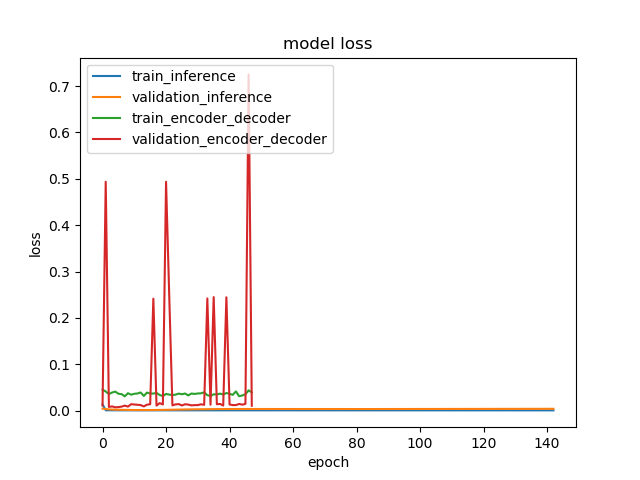 model loss
train_inference
validation_inference
train_encoder_decoder
validation_encoder_decoder
0.7
0.6
0.5
0.4
0.3
0.2
0.1
0.0
loss
0 20 40 60 80 100 120 140
epoch